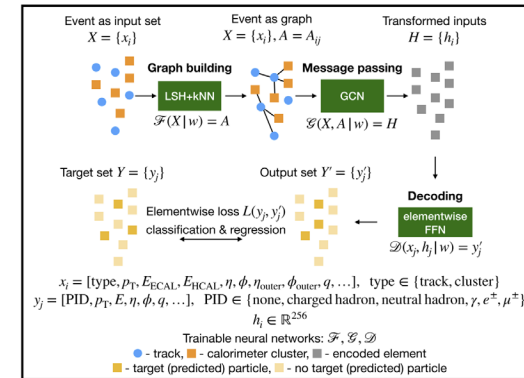 Event as input set
X = {x_i}
Event as graph
X = {x_i}, A = A_ij
Transformed inputs
H = {h_i}
Graph building
LSH+kNN
ℱ(X | w) = A
Message passing
GCN
𝒢(X, A | w) = H
Target set Y = {y_j}
Output set Y′ = {y_j′}
Elementwise loss L(y_j, y_j′)
classification & regression
Decoding
elementwise
FFN
𝒟(x_j, h_j | w) = y_j′
x_i = [type, p_T, E_ECAL, E_HCAL, η, ϕ, η_outer, ϕ_outer, q, …], type ∈ {track, cluster}
y_j = [PID, p_T, E, η, ϕ, q, …], PID ∈ {none, charged hadron, neutral hadron, γ, e^±, μ^±}
h_i ∈ ℝ^256
Trainable neural networks: ℱ, 𝒢, 𝒟
- track, - calorimeter cluster, - encoded element
- target (predicted) particle - no target (predicted) particle